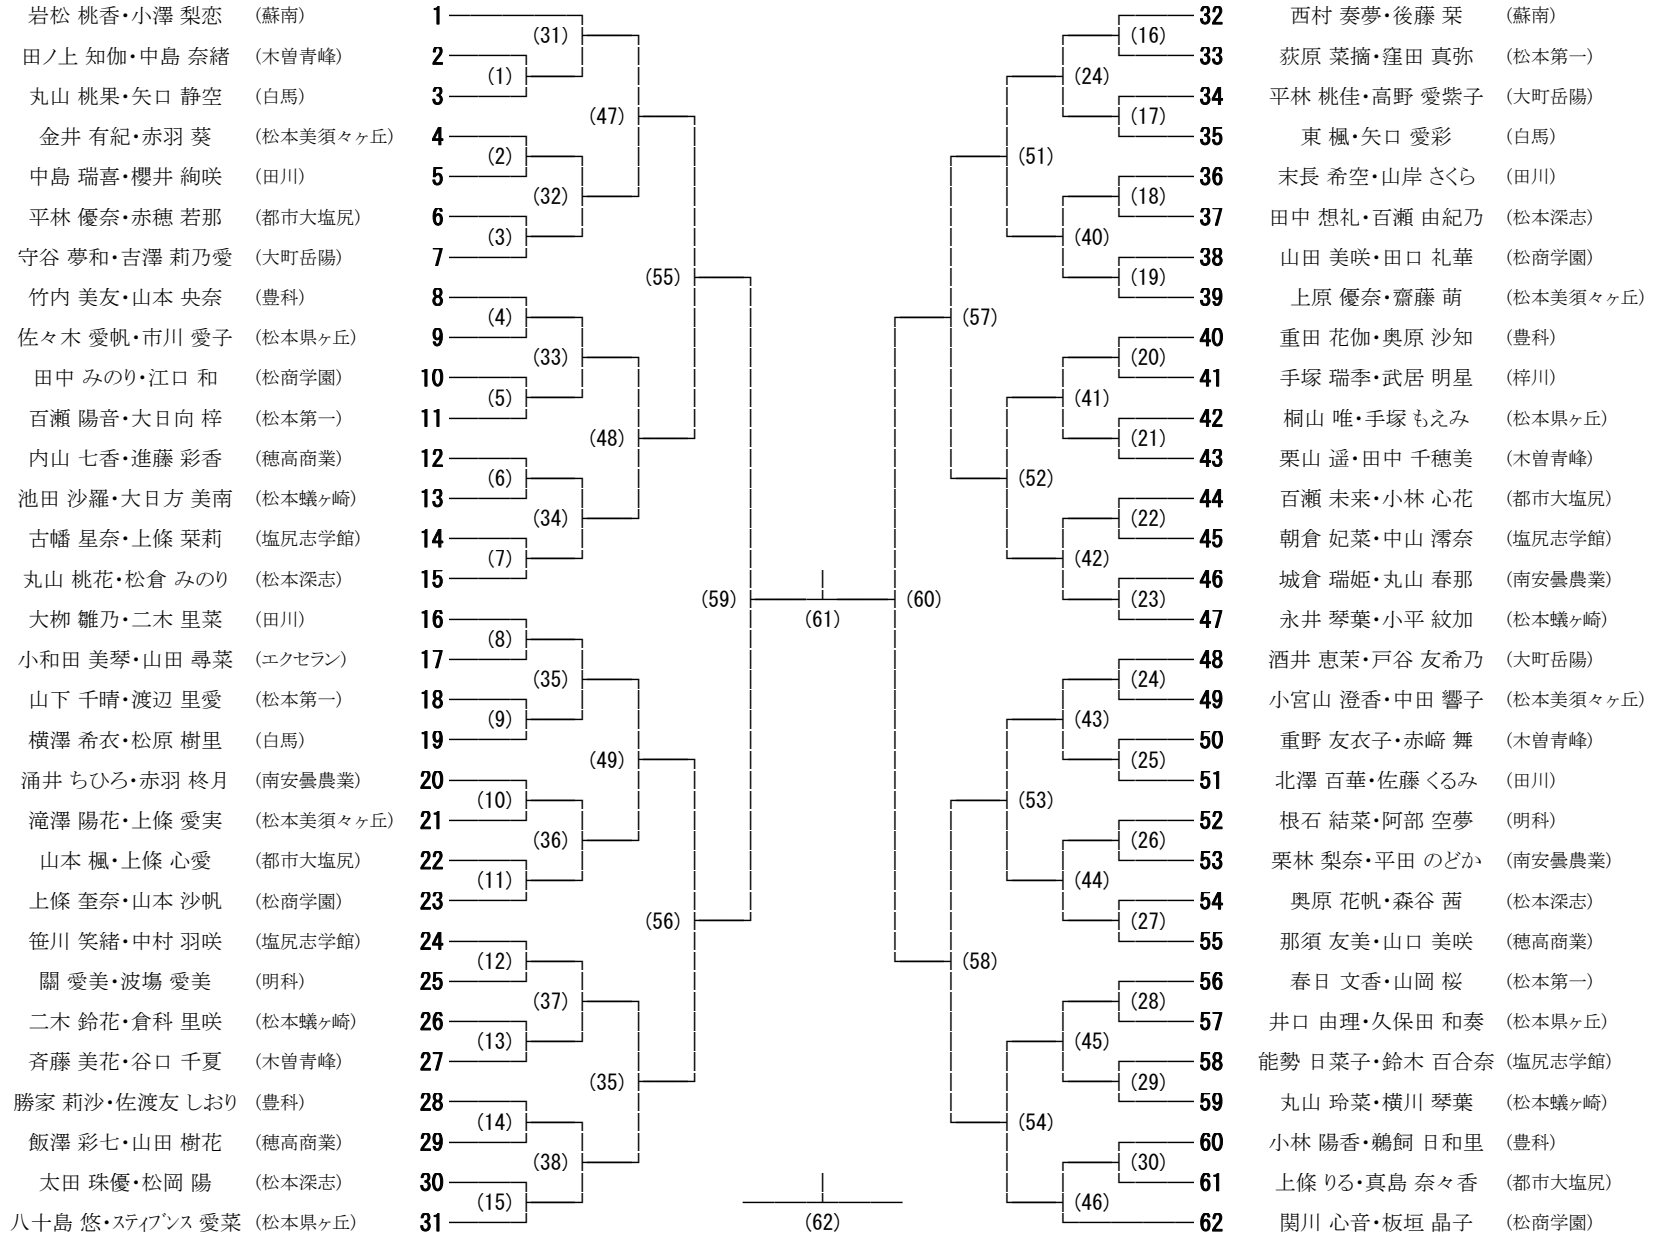 岩松 桃香・小澤 梨恋 (蘇南) 1
田ノ上 知伽・中島 奈緒 (木曽青峰) 2
丸山 桃果・矢口 静空 (白馬) 3
金井 有紀・赤羽 葵 (松本美須々ヶ丘) 4
中島 瑞喜・櫻井 絢咲 (田川) 5
平林 優奈・赤穂 若那 (都市大塩尻) 6
守谷 夢和・吉澤 莉乃愛 (大町岳陽) 7
竹内 美友・山本 央奈 (豊科) 8
佐々木 愛帆・市川 愛子 (松本県ヶ丘) 9
田中 みのり・江口 和 (松商学園) 10
百瀬 陽音・大日向 梓 (松本第一) 11
内山 七香・進藤 彩香 (穂高商業) 12
池田 沙羅・大日方 美南 (松本蟻ヶ崎) 13
古幡 星奈・上條 栞莉 (塩尻志学館) 14
丸山 桃花・松倉 みのり (松本深志) 15
大栁 雛乃・二木 里菜 (田川) 16
小和田 美琴・山田 尋菜 (エクセラン) 17
山下 千晴・渡辺 里愛 (松本第一) 18
横澤 希衣・松原 樹里 (白馬) 19
涌井 ちひろ・赤羽 柊月 (南安曇農業) 20
滝澤 陽花・上條 愛実 (松本美須々ヶ丘) 21
山本 楓・上條 心愛 (都市大塩尻) 22
上條 奎奈・山本 沙帆 (松商学園) 23
笹川 笑緒・中村 羽咲 (塩尻志学館) 24
關 愛美・波塲 愛美 (明科) 25
二木 鈴花・倉科 里咲 (松本蟻ヶ崎) 26
斉藤 美花・谷口 千夏 (木曽青峰) 27
勝家 莉沙・佐渡友 しおり (豊科) 28
飯澤 彩七・山田 樹花 (穂高商業) 29
太田 珠優・松岡 陽 (松本深志) 30
八十島 悠・スティブンス 愛菜 (松本県ヶ丘) 31
(1)
(2)
(3)
(4)
(5)
(6)
(7)
(8)
(9)
(10)
(11)
(12)
(13)
(14)
(15)
(31)
(32)
(33)
(34)
(35)
(36)
(37)
(38)
(47)
(48)
(49)
(35)
(55)
(56)
(59)
(61)
(62)
(60)
(57)
(58)
(51)
(52)
(53)
(54)
(24)
(40)
(41)
(42)
(43)
(44)
(45)
(46)
(16)
(17)
(18)
(19)
(20)
(21)
(22)
(23)
(24)
(25)
(26)
(27)
(28)
(29)
(30)
32 西村 奏夢・後藤 栞 (蘇南)
33 荻原 菜摘・窪田 真弥 (松本第一)
34 平林 桃佳・高野 愛紫子 (大町岳陽)
35 東 楓・矢口 愛彩 (白馬)
36 末長 希空・山岸 さくら (田川)
37 田中 想礼・百瀬 由紀乃 (松本深志)
38 山田 美咲・田口 礼華 (松商学園)
39 上原 優奈・齋藤 萌 (松本美須々ヶ丘)
40 重田 花伽・奥原 沙知 (豊科)
41 手塚 瑞季・武居 明星 (梓川)
42 桐山 唯・手塚 もえみ (松本県ヶ丘)
43 栗山 遥・田中 千穂美 (木曽青峰)
44 百瀬 未来・小林 心花 (都市大塩尻)
45 朝倉 妃菜・中山 澪奈 (塩尻志学館)
46 城倉 瑞姫・丸山 春那 (南安曇農業)
47 永井 琴葉・小平 紋加 (松本蟻ヶ崎)
48 酒井 恵茉・戸谷 友希乃 (大町岳陽)
49 小宮山 澄香・中田 響子 (松本美須々ヶ丘)
50 重野 友衣子・赤﨑 舞 (木曽青峰)
51 北澤 百華・佐藤 くるみ (田川)
52 根石 結菜・阿部 空夢 (明科)
53 栗林 梨奈・平田 のどか (南安曇農業)
54 奥原 花帆・森谷 茜 (松本深志)
55 那須 友美・山口 美咲 (穂高商業)
56 春日 文香・山岡 桜 (松本第一)
57 井口 由理・久保田 和奏 (松本県ヶ丘)
58 能勢 日菜子・鈴木 百合奈 (塩尻志学館)
59 丸山 玲菜・横川 琴葉 (松本蟻ヶ崎)
60 小林 陽香・鵜飼 日和里 (豊科)
61 上條 りる・真島 奈々香 (都市大塩尻)
62 関川 心音・板垣 晶子 (松商学園)